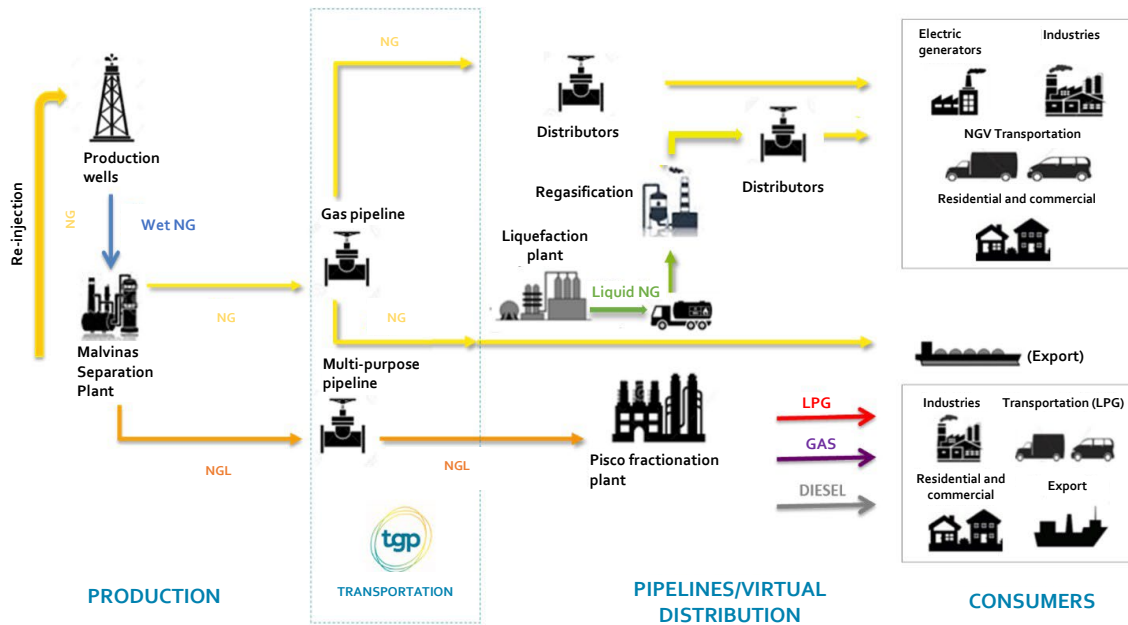 Re-injection
NG
Production
wells
Wet NG
Malvinas
Separation
Plant
NG
NGL
PRODUCTION
NG
Gas pipeline
NG
Multi-purpose
pipeline
NGL
tgp
TRANSPORTATION
Distributors
Regasification
Distributors
Liquefaction
plant
Liquid NG
Pisco fractionation
plant
LPG
GAS
DIESEL
PIPELINES/VIRTUAL
DISTRIBUTION
Electric
generators
Industries
NGV Transportation
Residential and commercial
(Export)
Industries
Transportation (LPG)
Residential and
commercial
Export
CONSUMERS